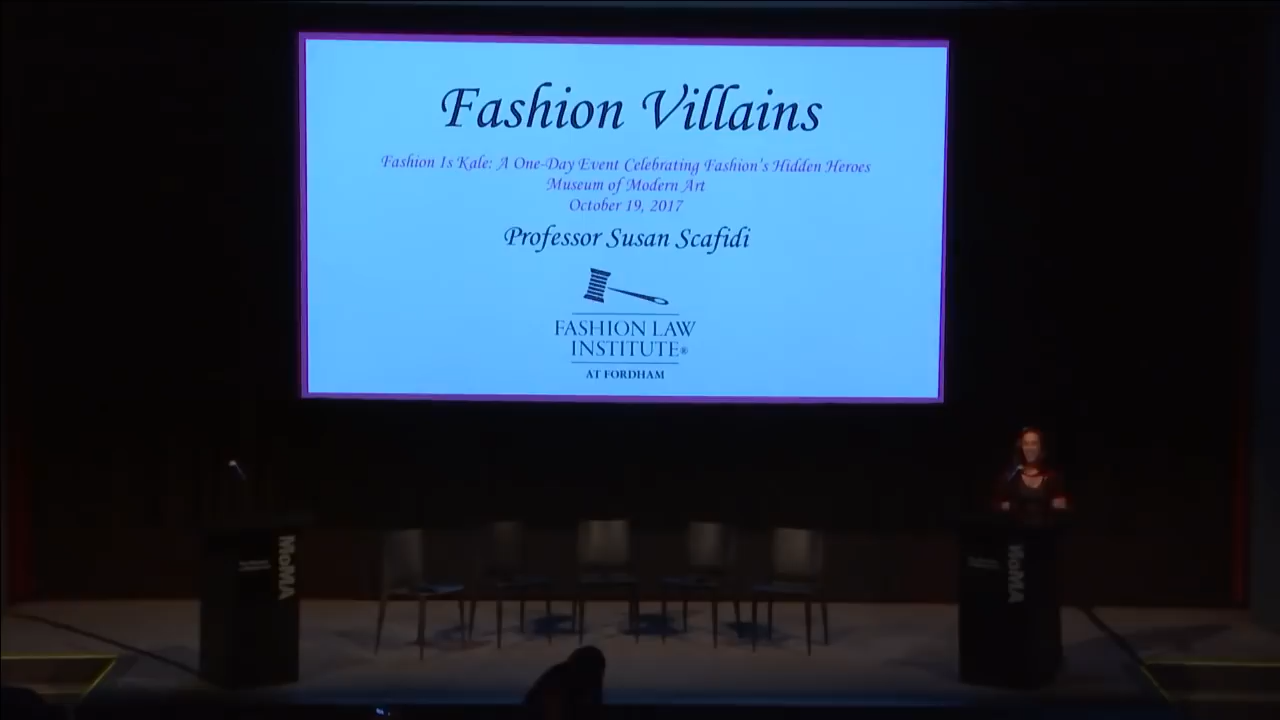 Fashion Villains
Fashion Is Kale: A One-Day Event Celebrating Fashion's Hidden Heroes
Museum of Modern Art
October 19, 2017
Professor Susan Scafidi
FASHION LAW
INSTITUTE®
AT FORDHAM
MoMA
MoMA